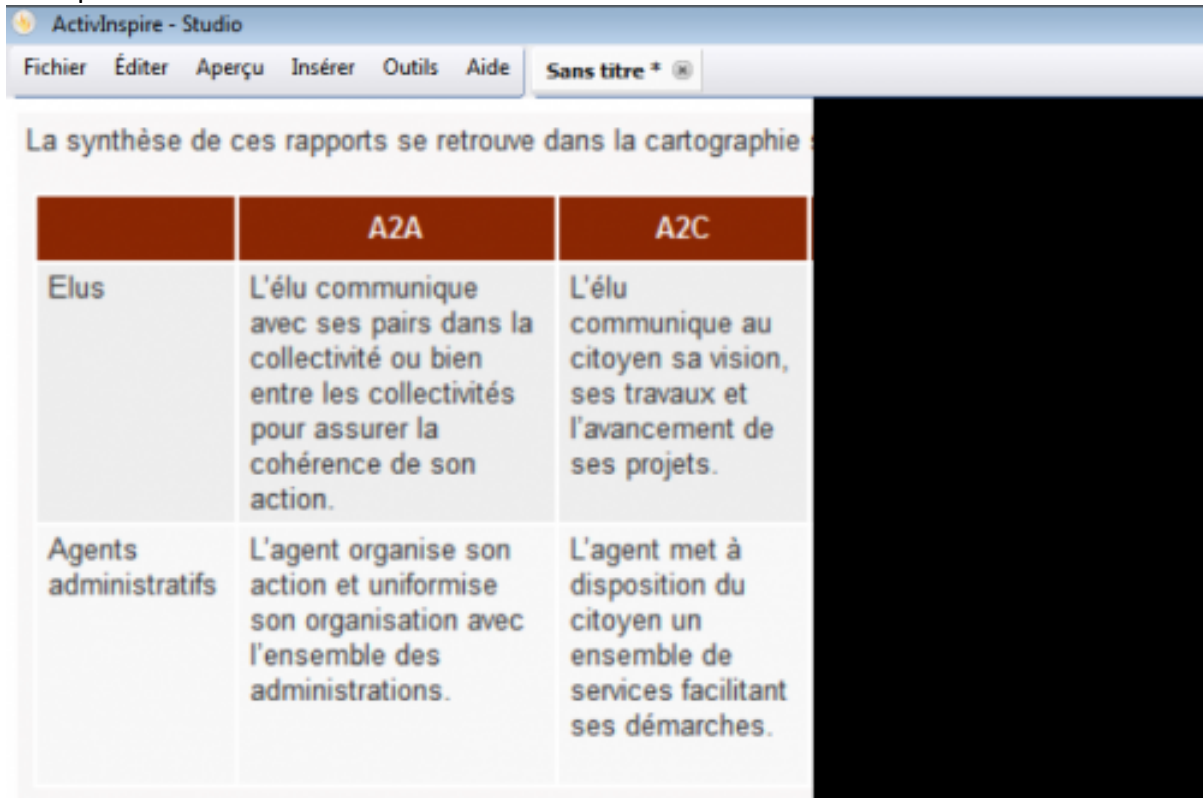 ActivInspire - Studio
Fichier Éditer Aperçu Insérer Outils Aide Sans titre *
La synthèse de ces rapports se retrouve dans la cartographie
A2A A2C
Elus
L'élu communique
avec ses pairs dans la
collectivité ou bien
entre les collectivités
pour assurer la
cohérence de son
action.
L'élu
communique au
citoyen sa vision,
ses travaux et
l'avancement de
ses projets.
Agents
administratifs
L'agent organise son
action et uniformise
son organisation avec
l'ensemble des
administrations.
L'agent met à
disposition du
citoyen un
ensemble de
services facilitant
ses démarches.